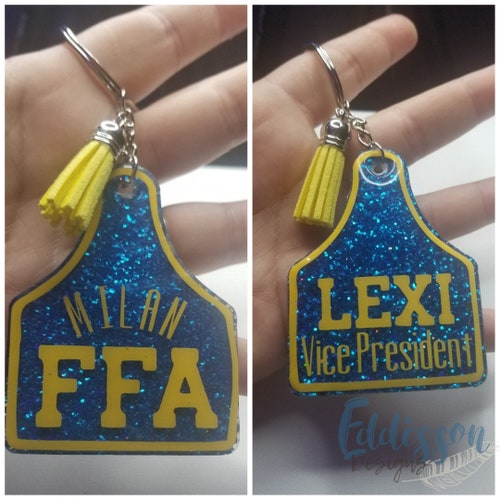 MILAN
FFA
LEXI
Vice President
Eddisson
Designs